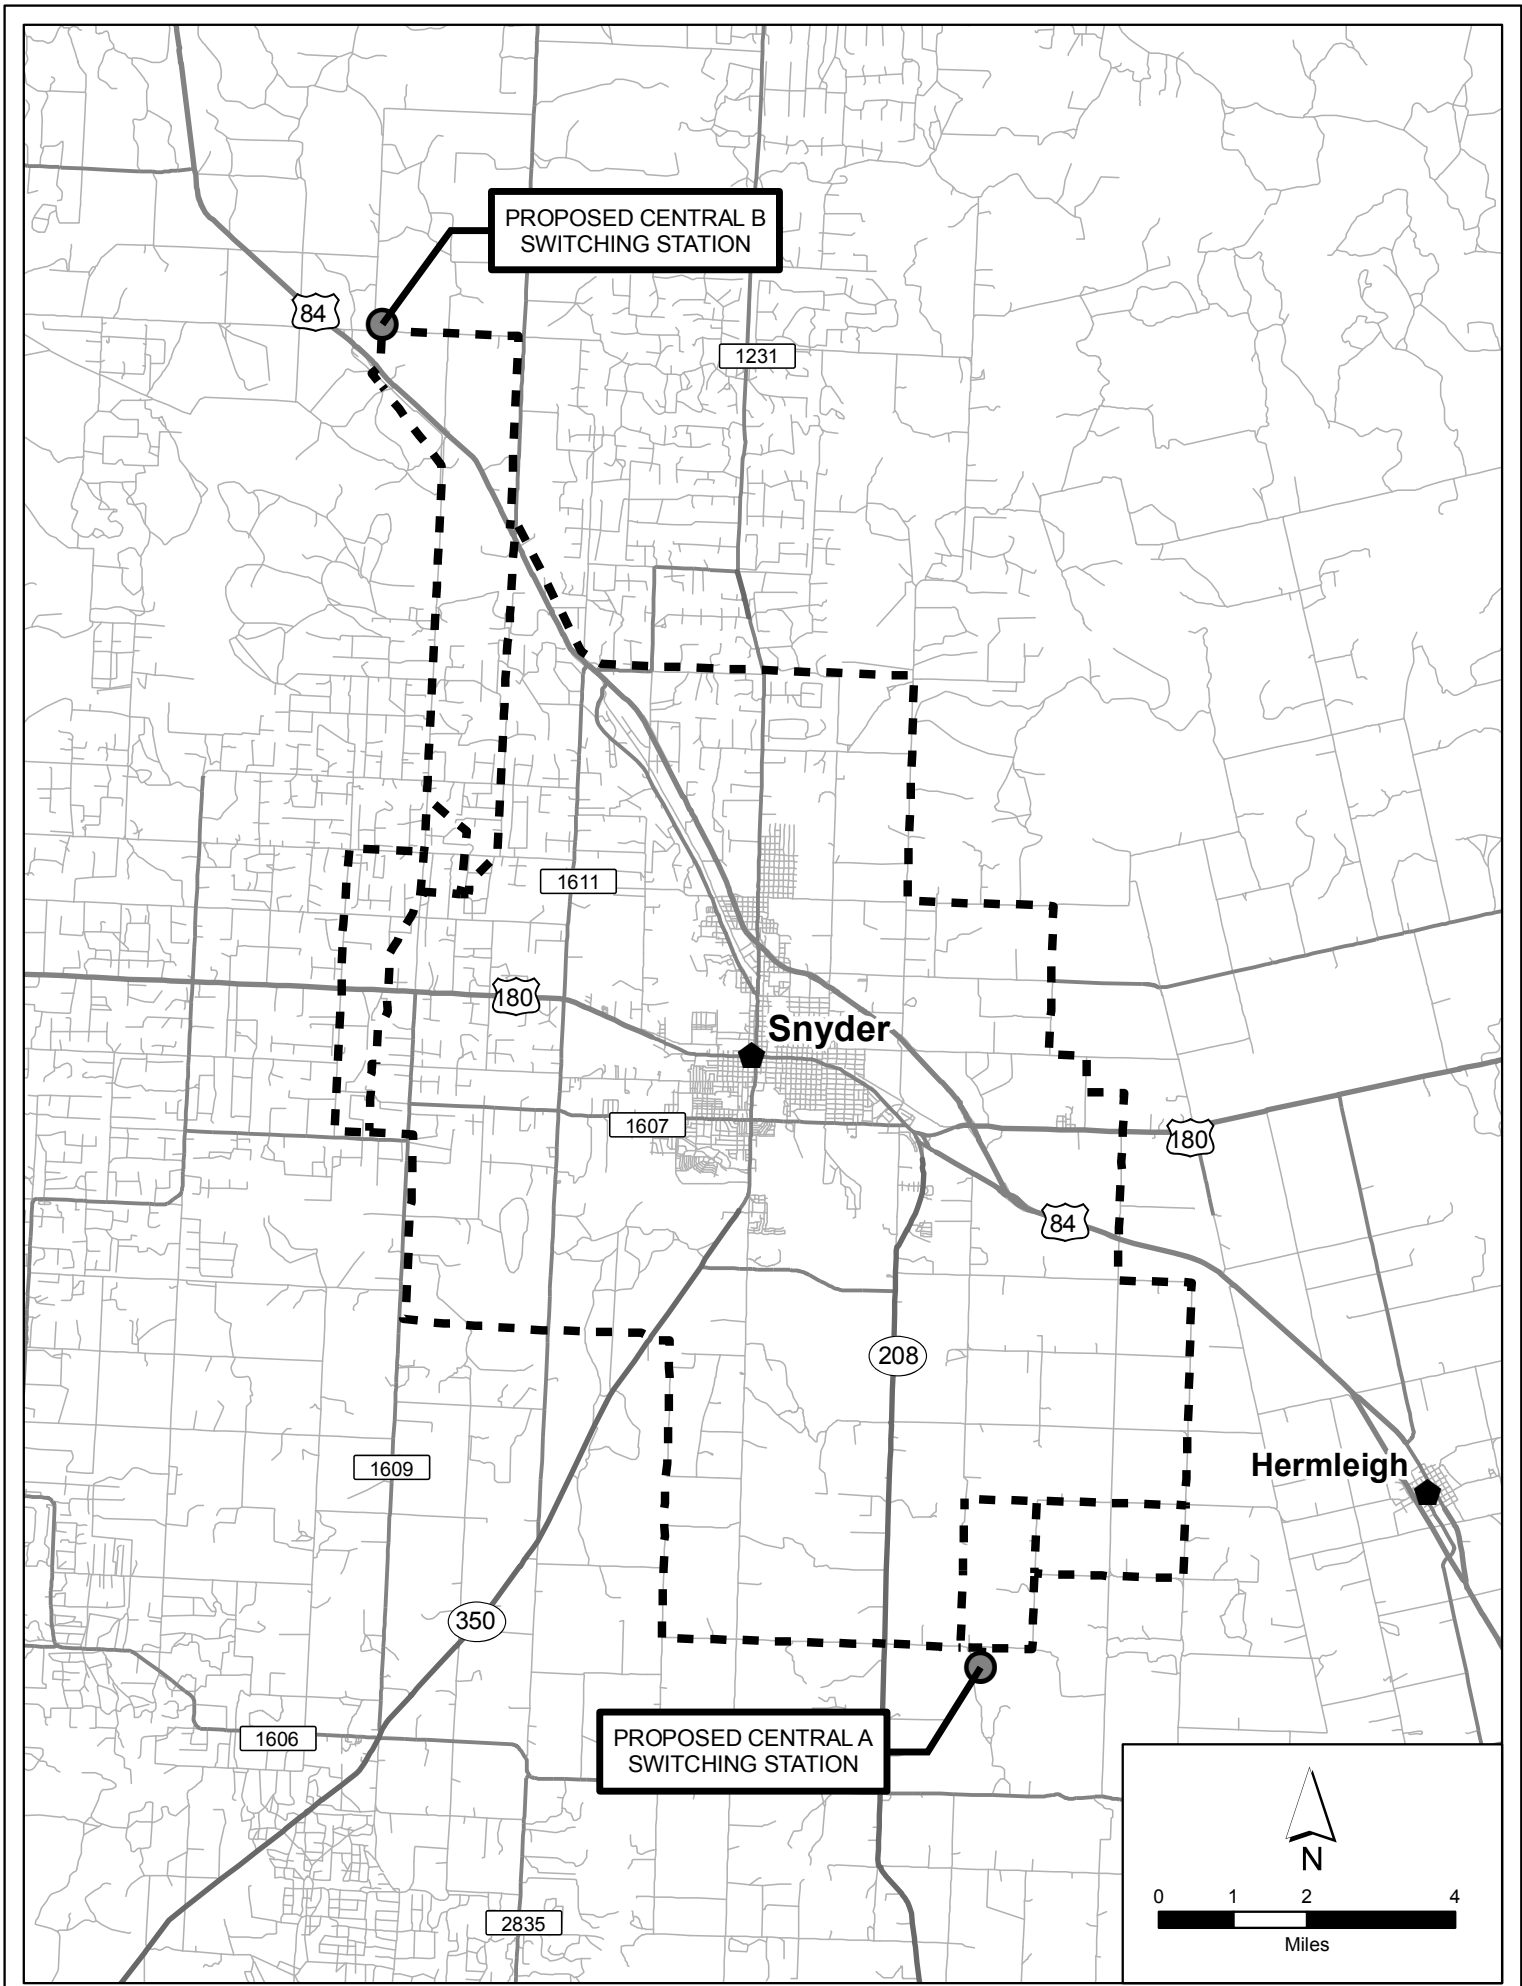 PROPOSED CENTRAL B
SWITCHING STATION
84
1231
1611
180
Snyder
1607
180
84
208
Hermleigh
1609
350
PROPOSED CENTRAL A
SWITCHING STATION
1606
N
0 1 2 4
Miles
2835